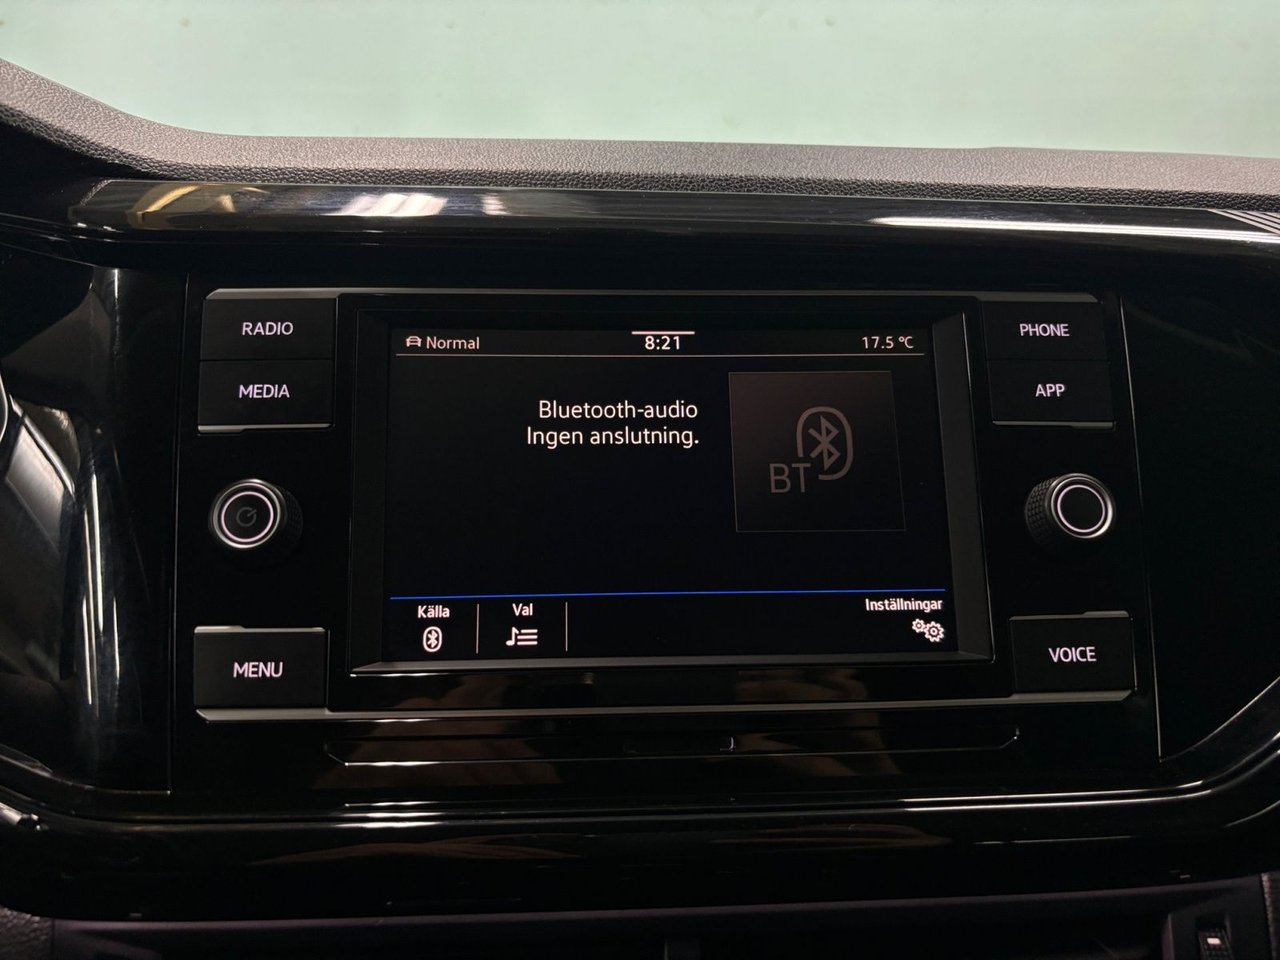 RADIO
MEDIA
MENU
Normal
8:21
17.5 °C
Bluetooth-audio
Ingen anslutning.
BT
Källa
Val
Inställningar
PHONE
APP
VOICE